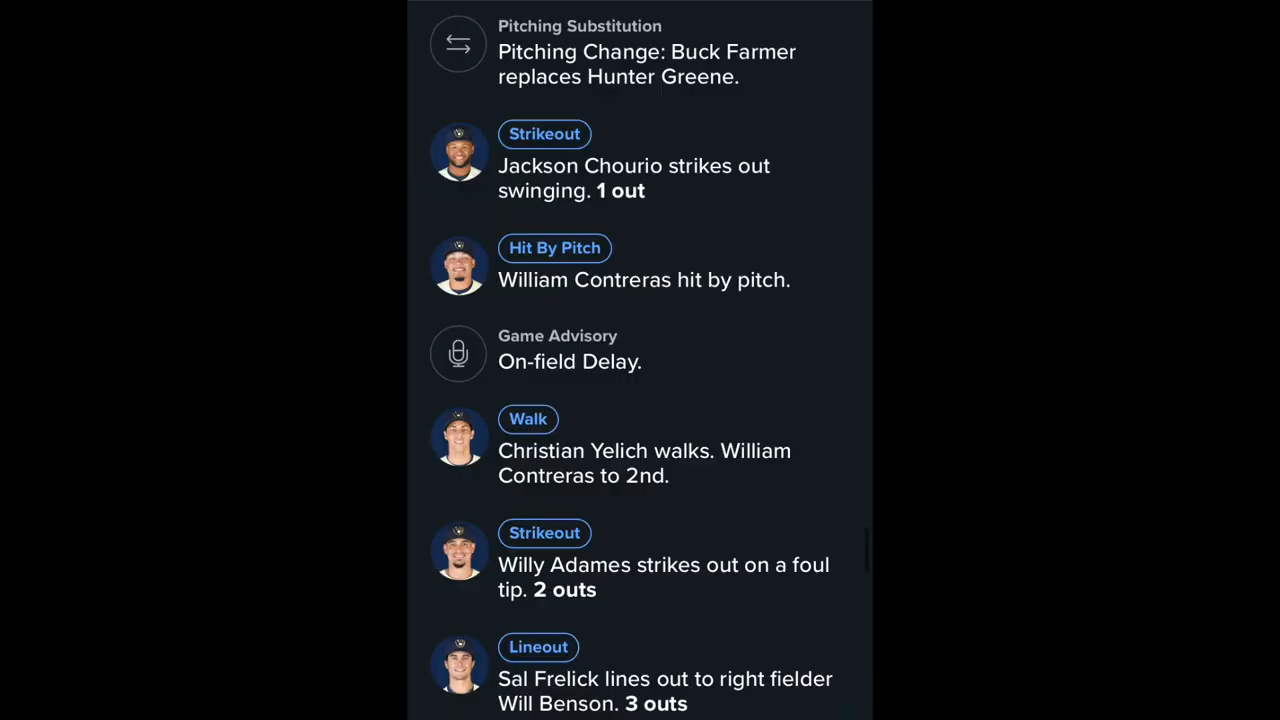 Pitching Substitution
Pitching Change: Buck Farmer
replaces Hunter Greene.
Strikeout
Jackson Chourio strikes out
swinging. 1 out
Hit By Pitch
William Contreras hit by pitch.
Game Advisory
On-field Delay.
Walk
Christian Yelich walks. William
Contreras to 2nd.
Strikeout
Willy Adames strikes out on a foul
tip. 2 outs
Lineout
Sal Frelick lines out to right fielder
Will Benson. 3 outs